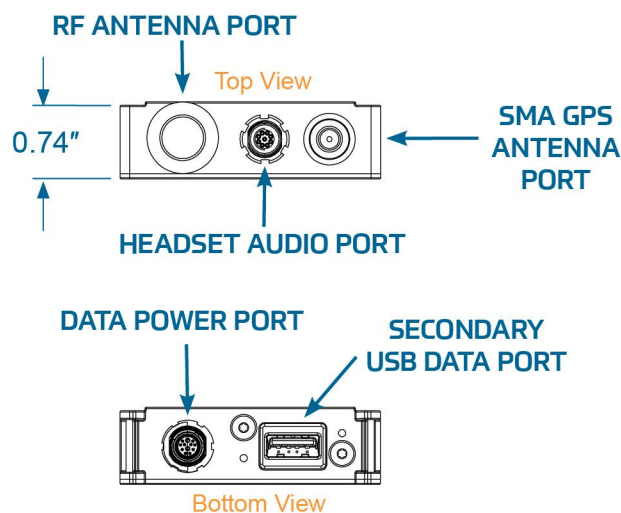 RF ANTENNA PORT
Top View
0.74"
SMA GPS
ANTENNA
PORT
HEADSET AUDIO PORT
DATA POWER PORT
SECONDARY
USB DATA PORT
Bottom View